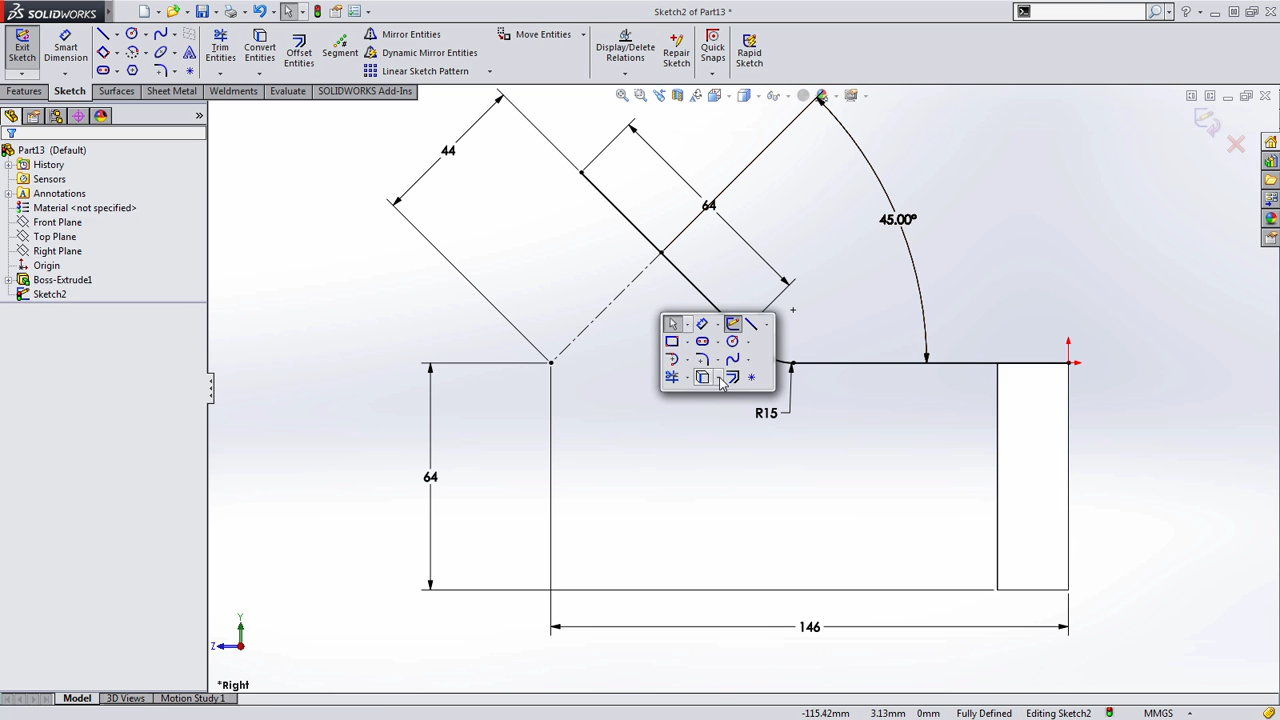 SOLIDWORKS
Sketch2 of Part13 *
Exit Sketch
Smart Dimension
Trim Entities
Convert Entities
Offset Entities
Segment
Mirror Entities
Dynamic Mirror Entities
Linear Sketch Pattern
Move Entities
Display/Delete Relations
Repair Sketch
Quick Snaps
Rapid Sketch
Features
Sketch
Surfaces
Sheet Metal
Weldments
Evaluate
SOLIDWORKS Add-Ins
Part13 (Default)
History
Sensors
Annotations
Material <not specified>
Front Plane
Top Plane
Right Plane
Origin
Boss-Extrude1
Sketch2
44
64
45.00°
R15
64
146
Y
Z
*Right
Model
3D Views
Motion Study 1
-115.42mm
3.13mm
0mm
Fully Defined
Editing Sketch2
MMGS